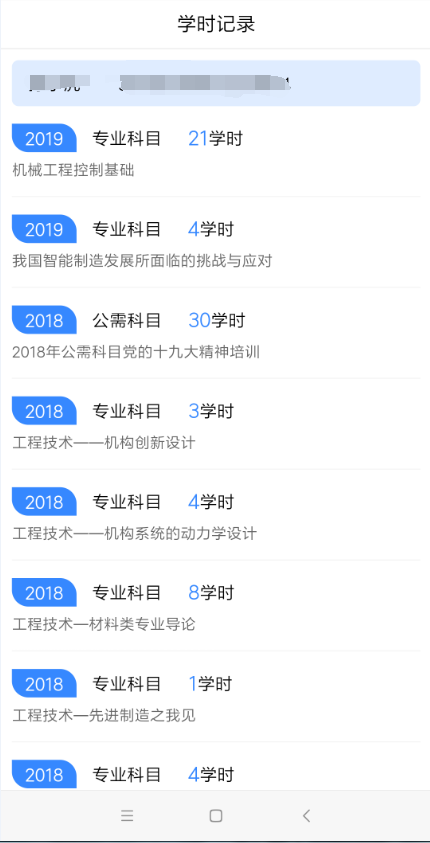 学时记录
2019 专业科目 21学时
机械工程控制基础
2019 专业科目 4学时
我国智能制造发展所面临的挑战与应对
2018 公需科目 30学时
2018年公需科目党的十九大精神培训
2018 专业科目 3学时
工程技术——机构创新设计
2018 专业科目 4学时
工程技术——机构系统的动力学设计
2018 专业科目 8学时
工程技术—材料类专业导论
2018 专业科目 1学时
工程技术—先进制造之我见
2018 专业科目 4学时